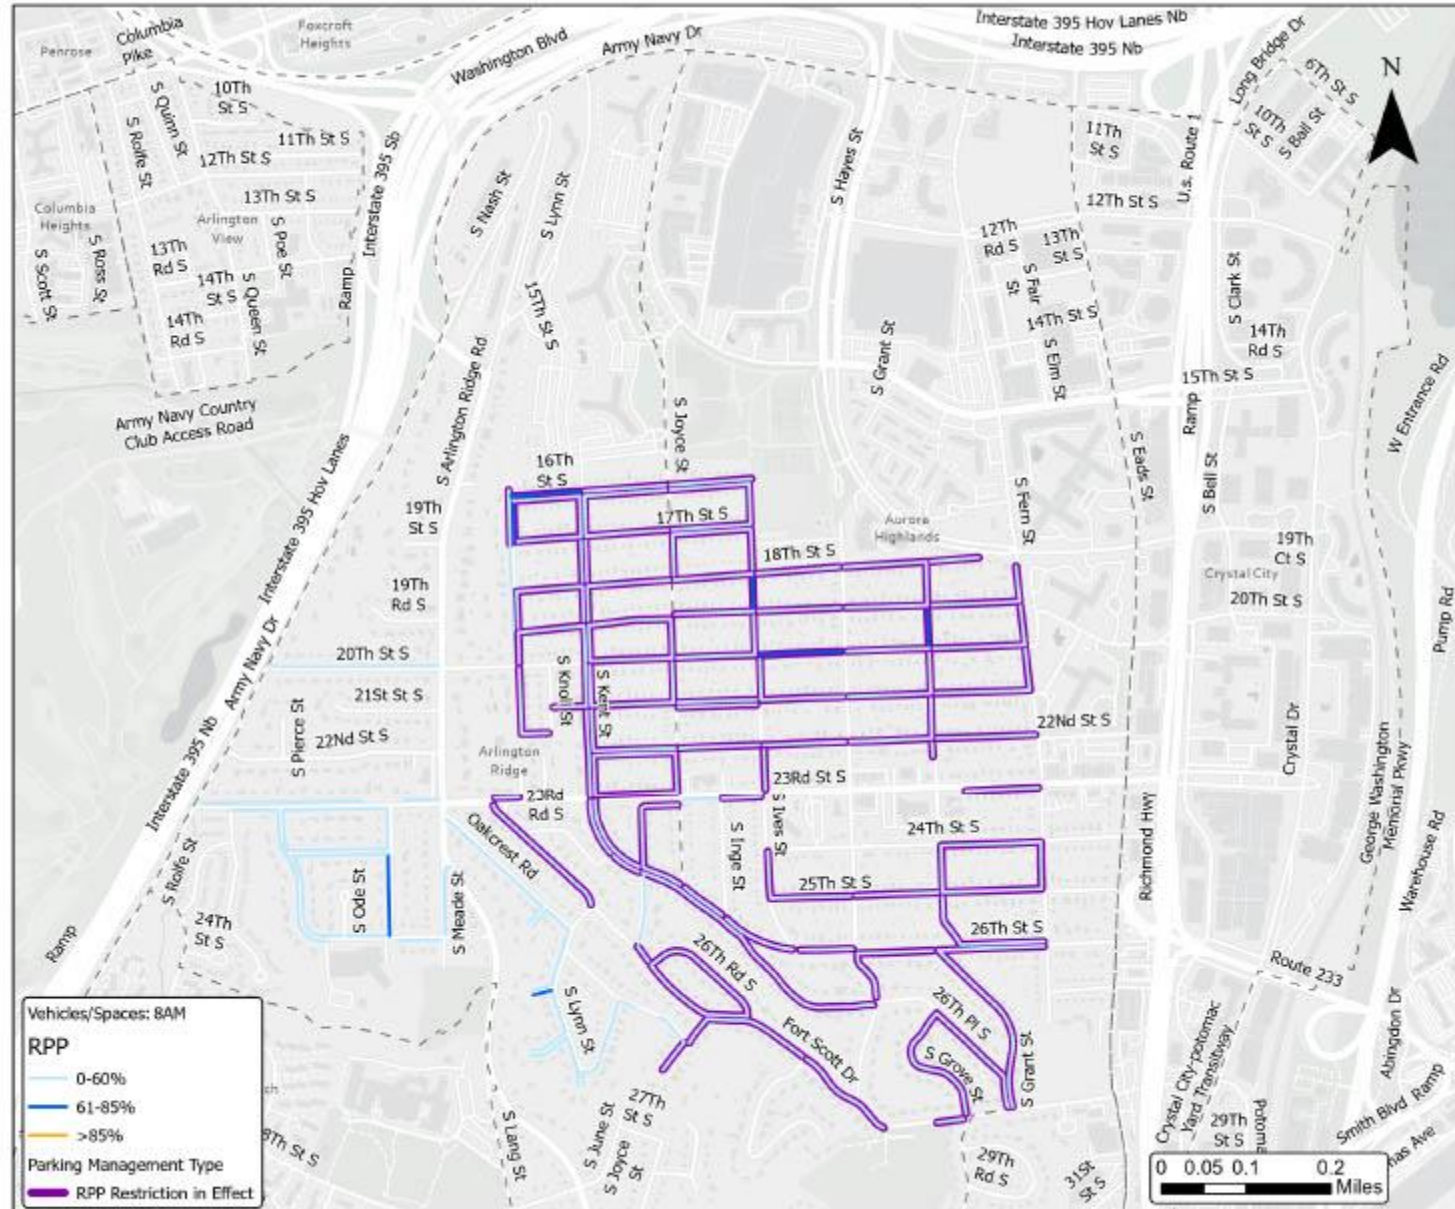 Interstate 395 Hov Lanes Nb
Interstate 395 Nb
Columbia
Pike
Foxcroft
Heights
Penrose
Washington Blvd
Army Navy Dr
Long Bridge Dr
6Th St S
N
10Th
St S
S Ball St
S Quinn St
10Th
St S
S Rolfe St
11Th St S
12Th St S
13Th St S
Interstate 395 Sb
S Hayes St
11Th
St S
U.s. Route 1
12Th St S
S Nash St
S Lynn St
Columbia
Heights
Arlington
View
S Poe St
S Scott St
S Ross St
13Th
Rd S
14Th
St S
S Queen St
14Th
Rd S
Ramp
15Th St S
12Th
Rd S
13Th
St S
S Fair
St
14Th St S
S Elm St
S Clark St
14Th
Rd S
15Th St S
S Grant St
Ramp
W Entrance Rd
S Arlington Ridge Rd
Army Navy Country
Club Access Road
S Joyce St
Interstate 395 Hov Lanes
16Th
St S
17Th St S
19Th
St S
S Fern St
S Eads St
S Bell St
Aurora
Highlands
18Th St S
19Th
Ct S
Crystal City
20Th St S
19Th
Rd S
Pump Rd
Army Navy Dr
20Th St S
21St St S
S Knoll St
S Kent St
22Nd St S
S Pierce St
22Nd St S
Interstate 395 Nb
Arlington
Ridge
Crystal Dr
George Washington
Memorial Pkwy
23Rd St S
23Rd
Rd S
S Ives St
24Th St S
Oakcrest Rd
S Inge St
Richmond Hwy
Warehouse Rd
S Rolfe St
S Ode St
S Meade St
25Th St S
24Th
St S
26Th St S
Ramp
26Th Rd S
Route 233
26Th Pl S
S Lynn St
Fort Scott Dr
S Grove St
S Grant St
Crystal City-potomac
Yard Transitway
Abingdon Dr
27Th
St S
S June St
S Joyce
St
S Lang St
29Th
Rd S
31St
St S
29Th
St S
Smith Blvd Ramp
Vehicles/Spaces: 8AM
RPP
0-60%
61-85%
>85%
Parking Management Type
RPP Restriction in Effect
0 0.05 0.1 0.2
Miles